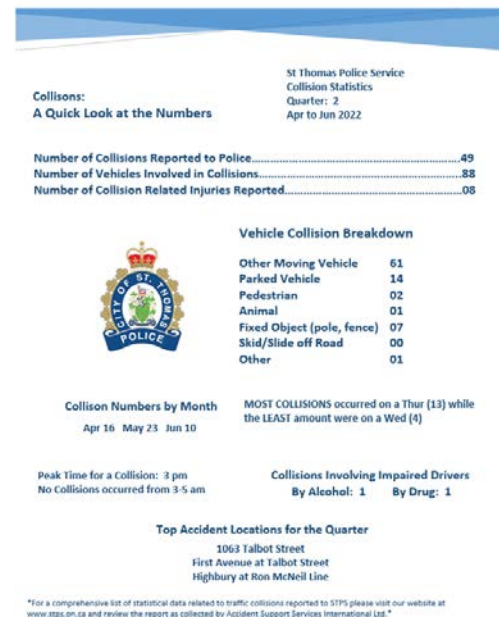 St Thomas Police Service
Collision Statistics
Quarter: 2
Apr to Jun 2022
Collisons:
A Quick Look at the Numbers
Number of Collisions Reported to Police..........................................................................49
Number of Vehicles Involved in Collisions.......................................................................88
Number of Collision Related Injuries Reported..............................................................08
Vehicle Collision Breakdown
Other Moving Vehicle 61
Parked Vehicle 14
Pedestrian 02
Animal 01
Fixed Object (pole, fence) 07
Skid/Slide off Road 00
Other 01
CITY OF ST. THOMAS
POLICE
Collison Numbers by Month
Apr 16 May 23 Jun 10
MOST COLLISIONS occurred on a Thur (13) while
the LEAST amount were on a Wed (4)
Peak Time for a Collision: 3 pm
No Collisions occurred from 3-5 am
Collisions Involving Impaired Drivers
By Alcohol: 1 By Drug: 1
Top Accident Locations for the Quarter
1063 Talbot Street
First Avenue at Talbot Street
Highbury at Ron McNeil Line
*For a comprehensive list of statistical data related to traffic collisions reported to STPS please visit our website at
www.stps.on.ca and review the report as collected by Accident Support Services International Ltd.*